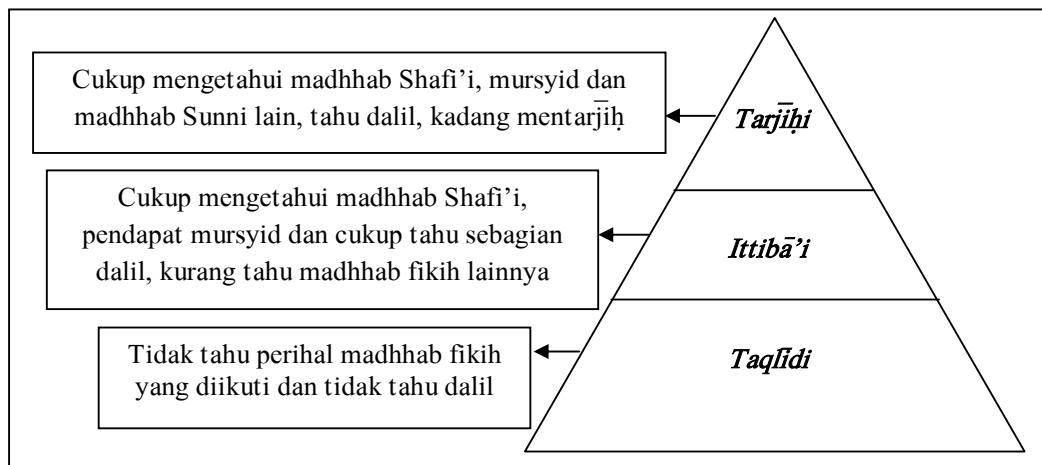 Cukup mengetahui madhhab Shafi’i, mursyid dan
madhhab Sunni lain, tahu dalil, kadang mentarjīḥ
Tarjīḥi
Cukup mengetahui madhhab Shafi’i,
pendapat mursyid dan cukup tahu sebagian
dalil, kurang tahu madhhab fikih lainnya
Ittibā’i
Tidak tahu perihal madhhab fikih
yang diikuti dan tidak tahu dalil
Taqlīdi